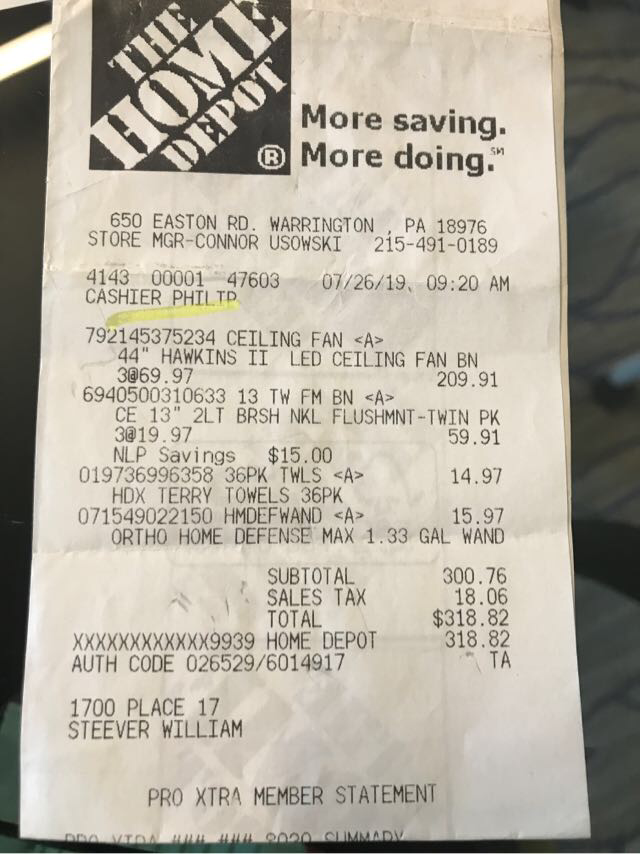 THE
HOME
DEPOT
®
More saving.
More doing.℠
650 EASTON RD. WARRINGTON , PA 18976
STORE MGR-CONNOR USOWSKI 215-491-0189
4143 00001 47603 07/26/19 09:20 AM
CASHIER PHILIP
792145375234 CEILING FAN <A>
44" HAWKINS II LED CEILING FAN BN
3@69.97 209.91
6940500310633 13 TW FM BN <A>
CE 13" 2LT BRSH NKL FLUSHMNT-TWIN PK
3@19.97 59.91
NLP Savings $15.00
019736996358 36PK TWLS <A> 14.97
HDX TERRY TOWELS 36PK
071549022150 HMDEFWAND <A> 15.97
ORTHO HOME DEFENSE MAX 1.33 GAL WAND
SUBTOTAL 300.76
SALES TAX 18.06
TOTAL $318.82
XXXXXXXXXXXX9939 HOME DEPOT 318.82
AUTH CODE 026529/6014917 TA
1700 PLACE 17
STEEVER WILLIAM
PRO XTRA MEMBER STATEMENT
PRO XTRA ### ### SUMMARY